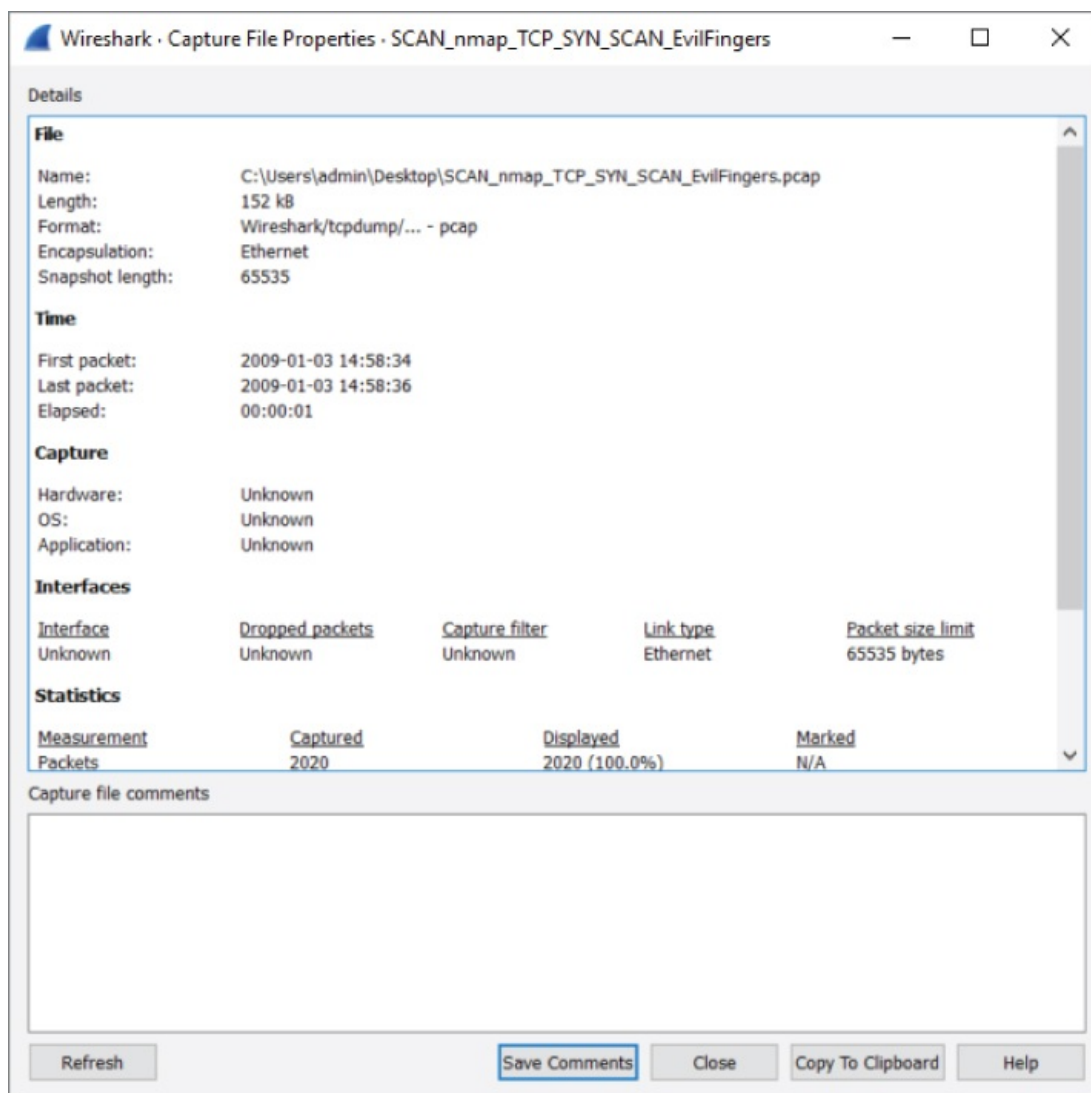 Wireshark · Capture File Properties · SCAN_nmap_TCP_SYN_SCAN_EvilFingers
Details
File
Name: C:\Users\admin\Desktop\SCAN_nmap_TCP_SYN_SCAN_EvilFingers.pcap
Length: 152 kB
Format: Wireshark/tcpdump/... - pcap
Encapsulation: Ethernet
Snapshot length: 65535
Time
First packet: 2009-01-03 14:58:34
Last packet: 2009-01-03 14:58:36
Elapsed: 00:00:01
Capture
Hardware: Unknown
OS: Unknown
Application: Unknown
Interfaces
Interface Dropped packets Capture filter Link type Packet size limit
Unknown Unknown Unknown Ethernet 65535 bytes
Statistics
Measurement Captured Displayed Marked
Packets 2020 2020 (100.0%) N/A
Capture file comments
Refresh Save Comments Close Copy To Clipboard Help